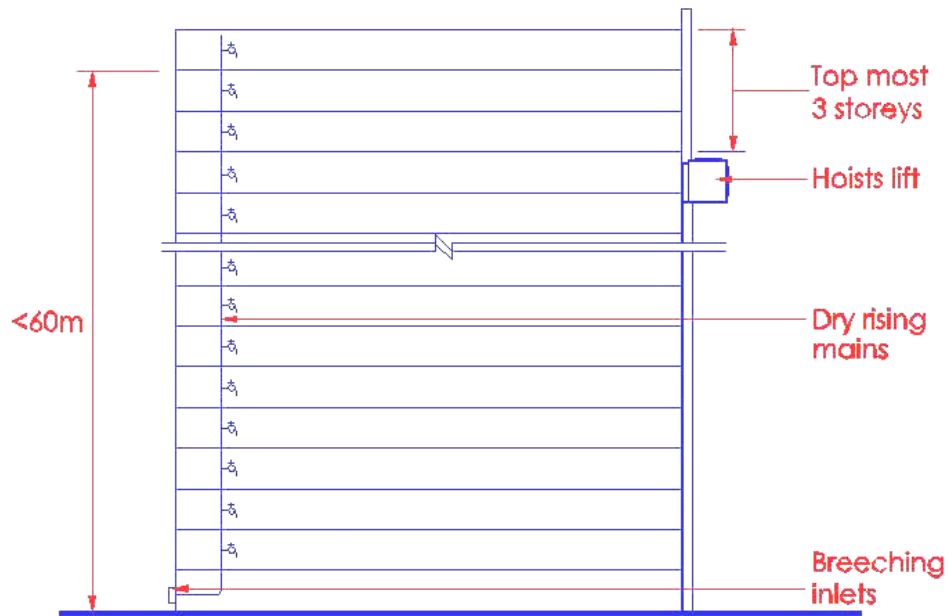 Top most
3 storeys
Hoists lift
<60m
Dry rising
mains
Breeching
inlets